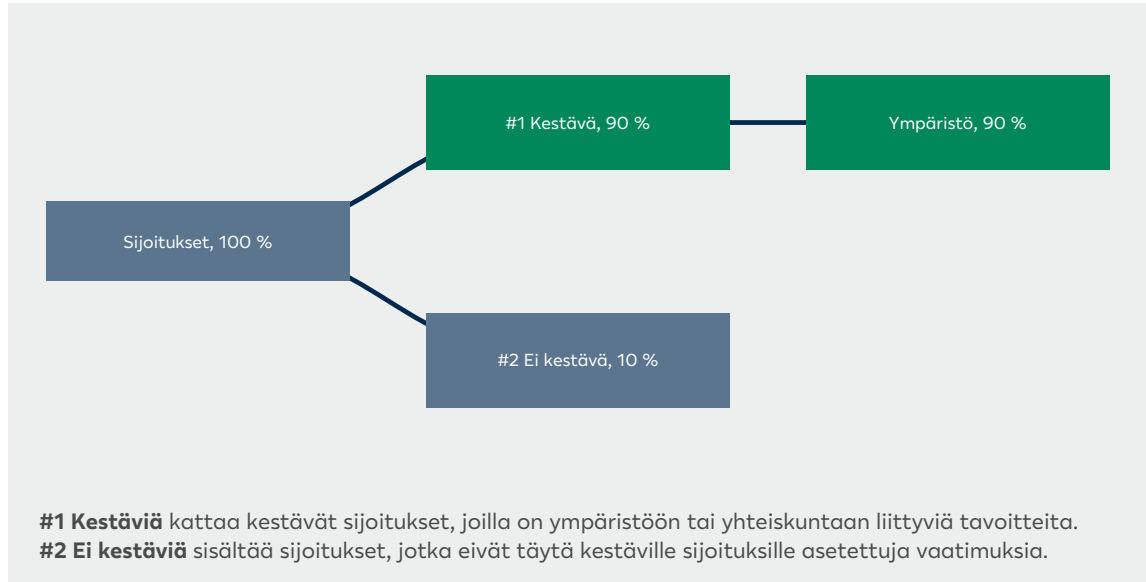 #1 Kestävä, 90 %
Ympäristö, 90 %
Sijoitukset, 100 %
#2 Ei kestävä, 10 %
#1 Kestäviä kattaa kestävät sijoitukset, joilla on ympäristöön tai yhteiskuntaan liittyviä tavoitteita.
#2 Ei kestäviä sisältää sijoitukset, jotka eivät täytä kestäville sijoituksille asetettuja vaatimuksia.